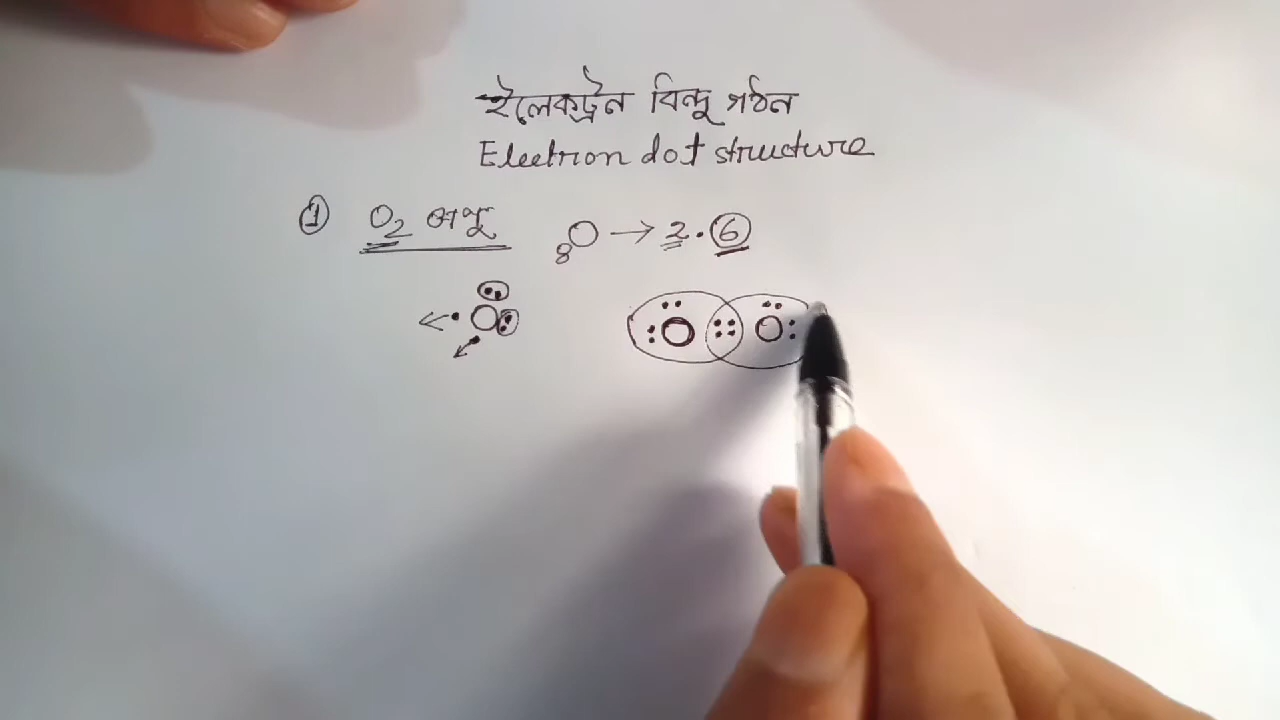 ইলেকট্রন বিন্দু গঠন
Electron dot structure
① O₂ অণু ₈O → 2.6
O
O O